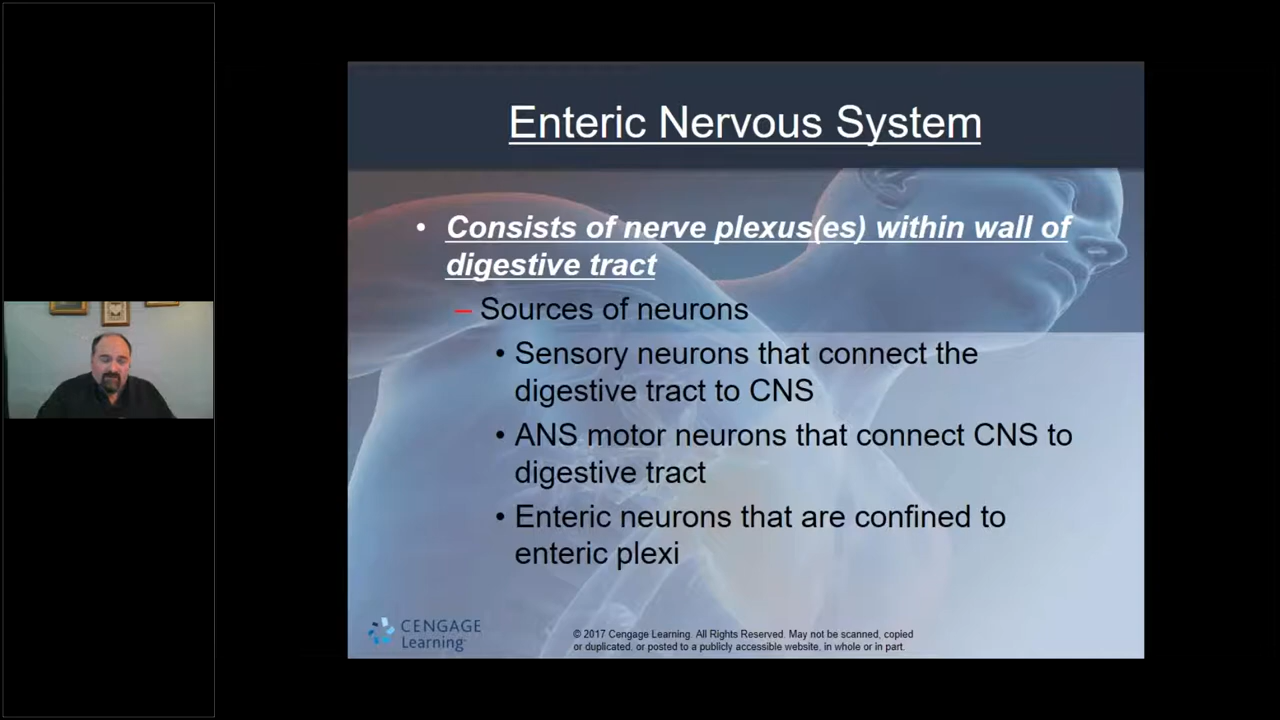 Enteric Nervous System
• Consists of nerve plexus(es) within wall of
digestive tract
– Sources of neurons
• Sensory neurons that connect the
digestive tract to CNS
• ANS motor neurons that connect CNS to
digestive tract
• Enteric neurons that are confined to
enteric plexi
CENGAGE
Learning
© 2017 Cengage Learning. All Rights Reserved. May not be scanned, copied
or duplicated, or posted to a publicly accessible website, in whole or in part.